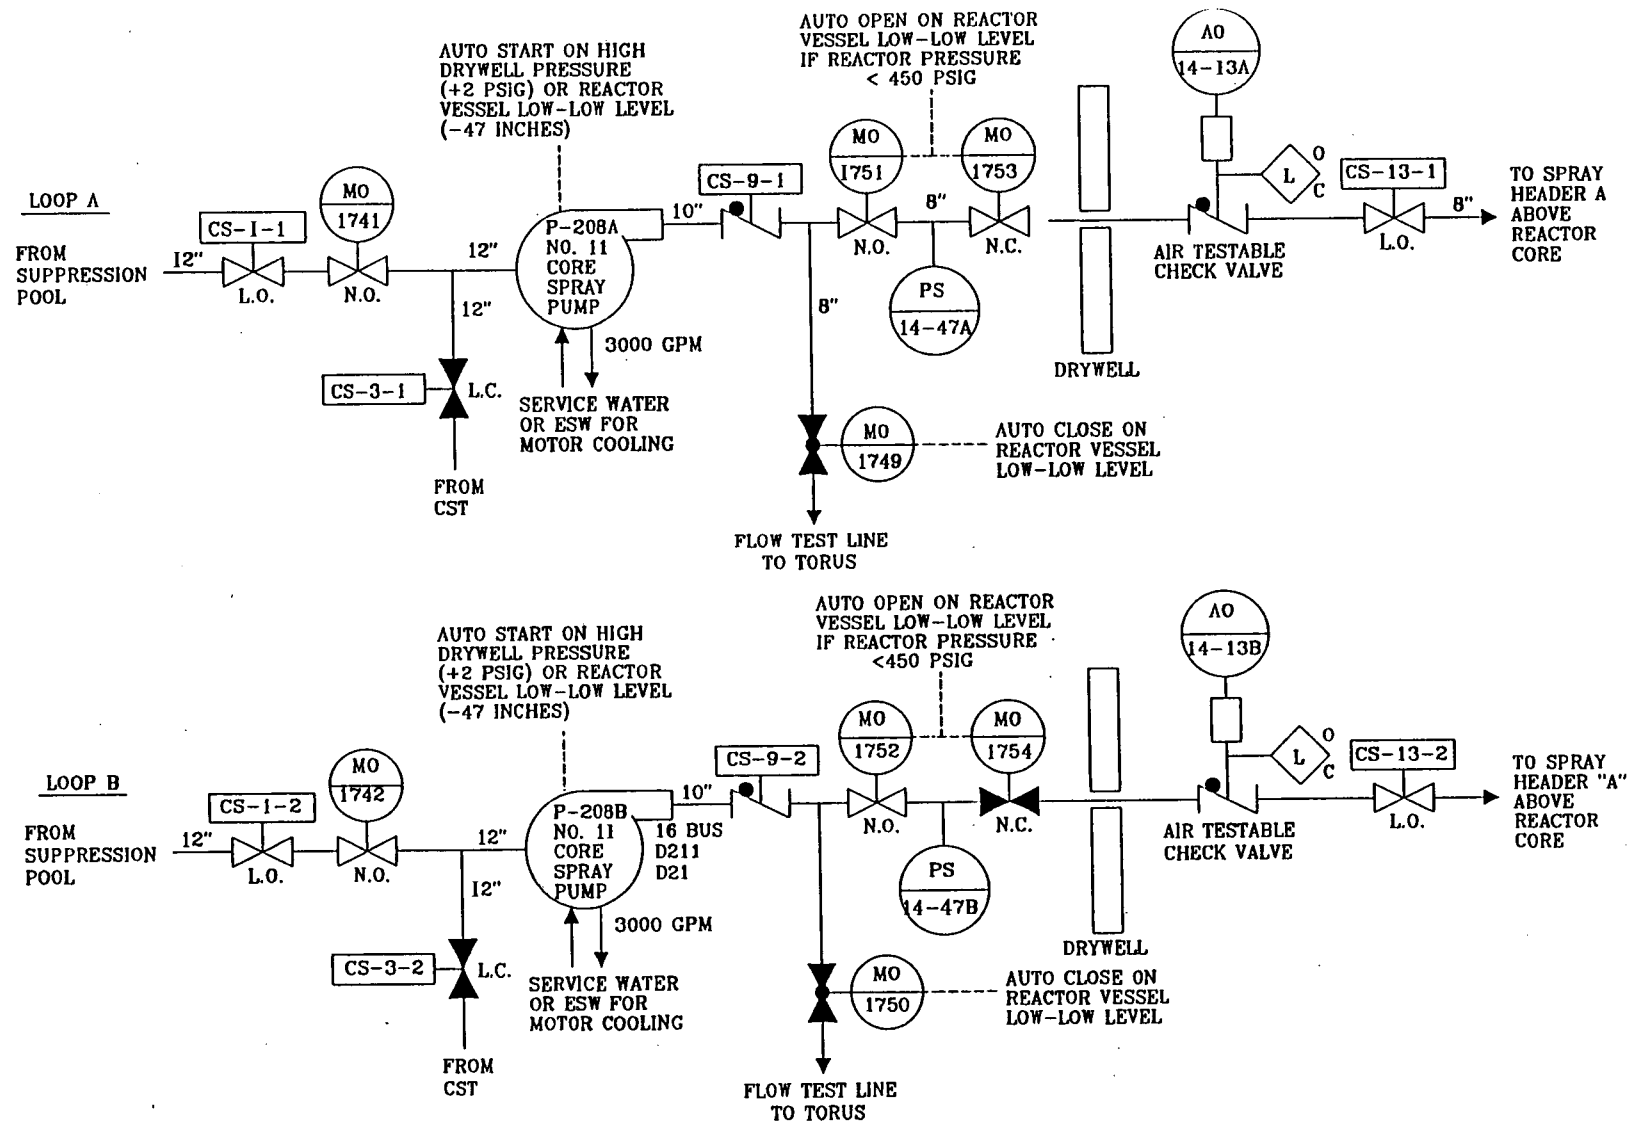 AUTO OPEN ON REACTOR
VESSEL LOW-LOW LEVEL
IF REACTOR PRESSURE
< 450 PSIG
AO
14-13A
AUTO START ON HIGH
DRYWELL PRESSURE
(+2 PSIG) OR REACTOR
VESSEL LOW-LOW LEVEL
(-47 INCHES)
MO
1751
MO
1753
L
O
C
CS-9-1
CS-13-1
TO SPRAY
HEADER A
ABOVE
REACTOR
CORE
LOOP A
MO
1741
CS-1-1
10"
8"
8"
N.O.
N.C.
L.O.
AIR TESTABLE
CHECK VALVE
FROM
SUPPRESSION
POOL
12"
L.O.
N.O.
12"
P-208A
NO. 11
CORE
SPRAY
PUMP
12"
8"
PS
14-47A
3000 GPM
DRYWELL
CS-3-1
L.C.
SERVICE WATER
OR ESW FOR
MOTOR COOLING
MO
1749
AUTO CLOSE ON
REACTOR VESSEL
LOW-LOW LEVEL
FROM
CST
FLOW TEST LINE
TO TORUS
AUTO OPEN ON REACTOR
VESSEL LOW-LOW LEVEL
IF REACTOR PRESSURE
<450 PSIG
AO
14-13B
AUTO START ON HIGH
DRYWELL PRESSURE
(+2 PSIG) OR REACTOR
VESSEL LOW-LOW LEVEL
(-47 INCHES)
MO
1752
MO
1754
L
O
C
CS-9-2
CS-13-2
TO SPRAY
HEADER "A"
ABOVE
REACTOR
CORE
LOOP B
MO
1742
CS-1-2
10"
N.O.
N.C.
L.O.
AIR TESTABLE
CHECK VALVE
FROM
SUPPRESSION
POOL
12"
L.O.
N.O.
12"
P-208B
NO. 11
CORE
SPRAY
PUMP
16 BUS
D211
D21
12"
PS
14-47B
3000 GPM
DRYWELL
CS-3-2
L.C.
SERVICE WATER
OR ESW FOR
MOTOR COOLING
MO
1750
AUTO CLOSE ON
REACTOR VESSEL
LOW-LOW LEVEL
FROM
CST
FLOW TEST LINE
TO TORUS